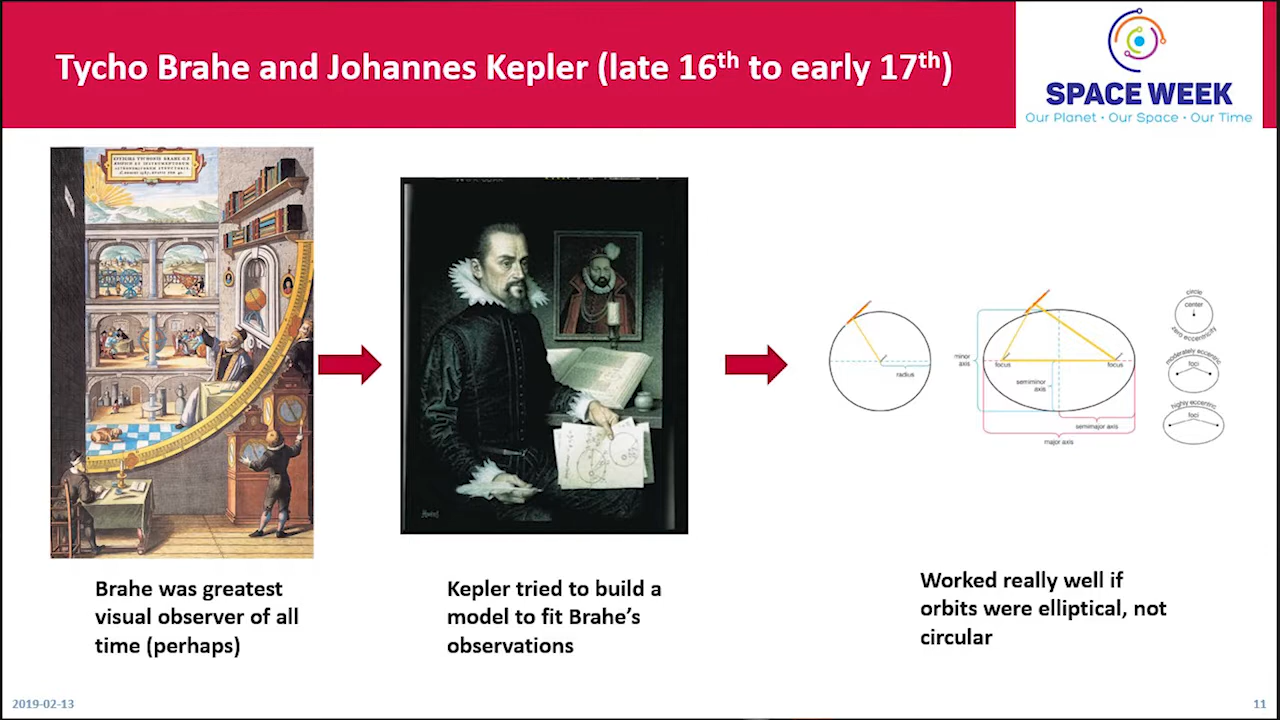 Tycho Brahe and Johannes Kepler (late 16th to early 17th)
SPACE WEEK
Our Planet · Our Space · Our Time
radius
minor
axis
focus
focus
semiminor
axis
semimajor axis
major axis
circle
center
zero eccentricity
moderately eccentric
foci
highly eccentric
foci
Brahe was greatest
visual observer of all
time (perhaps)
Kepler tried to build a
model to fit Brahe’s
observations
Worked really well if
orbits were elliptical, not
circular
2019-02-13
11